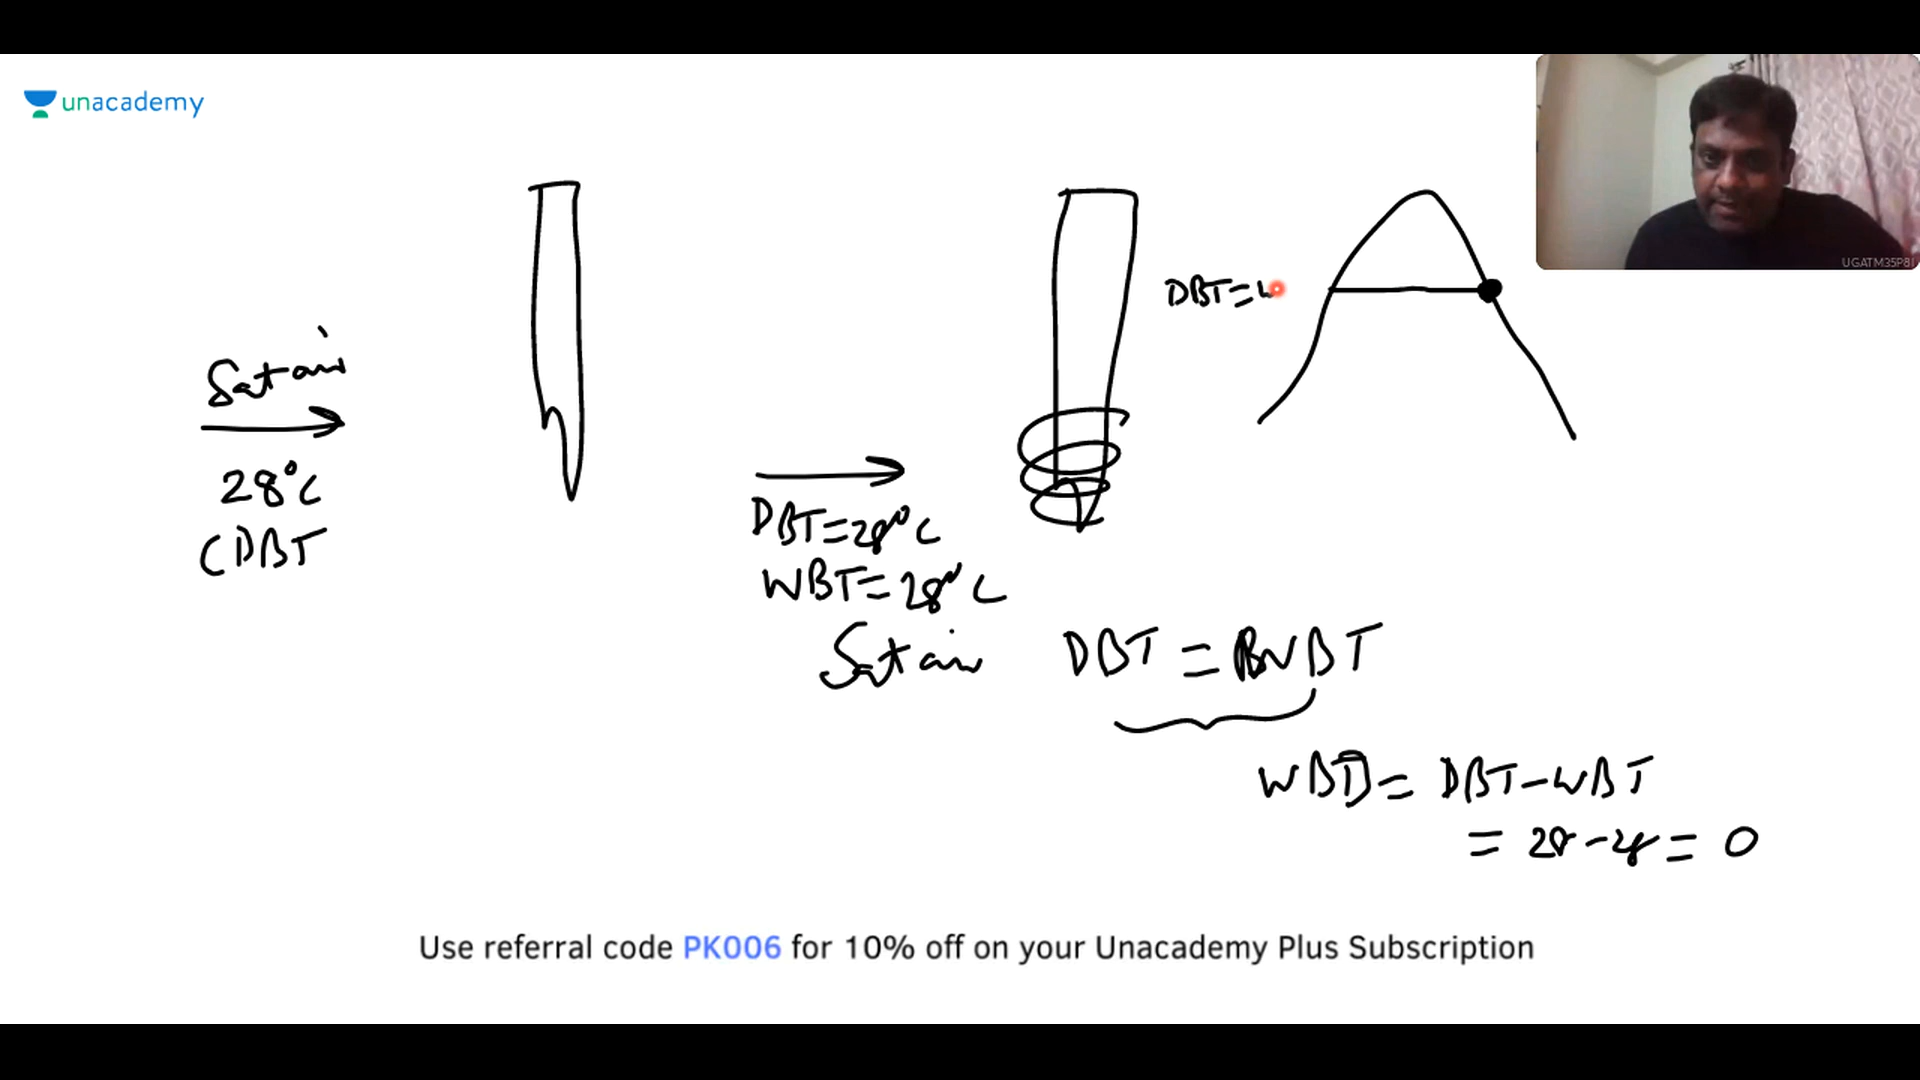 unacademy
UGATM35P8I
DBT=W
Sat air
28°C
(DBT
DBT=28°C
WBT=28°C
Sat air DBT = WBT
WBD= DBT-WBT
= 28-28= 0
Use referral code PK006 for 10% off on your Unacademy Plus Subscription